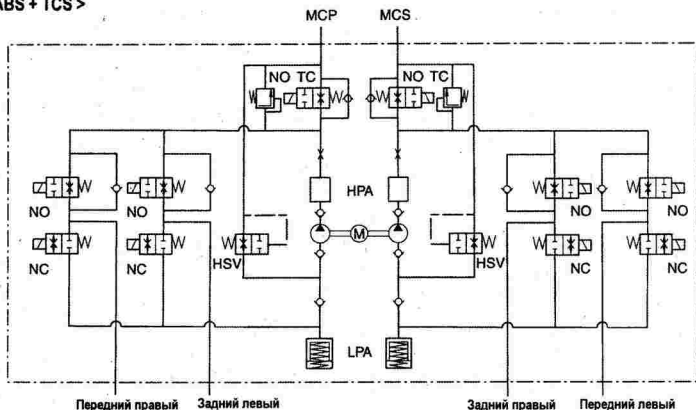 ABS + TCS >
MCP MCS
NO TC NO TC
HPA
NO NO NO NO
M
HSV HSV
NC NC NC NC
LPA
Передний правый Задний левый Задний правый Передний левый